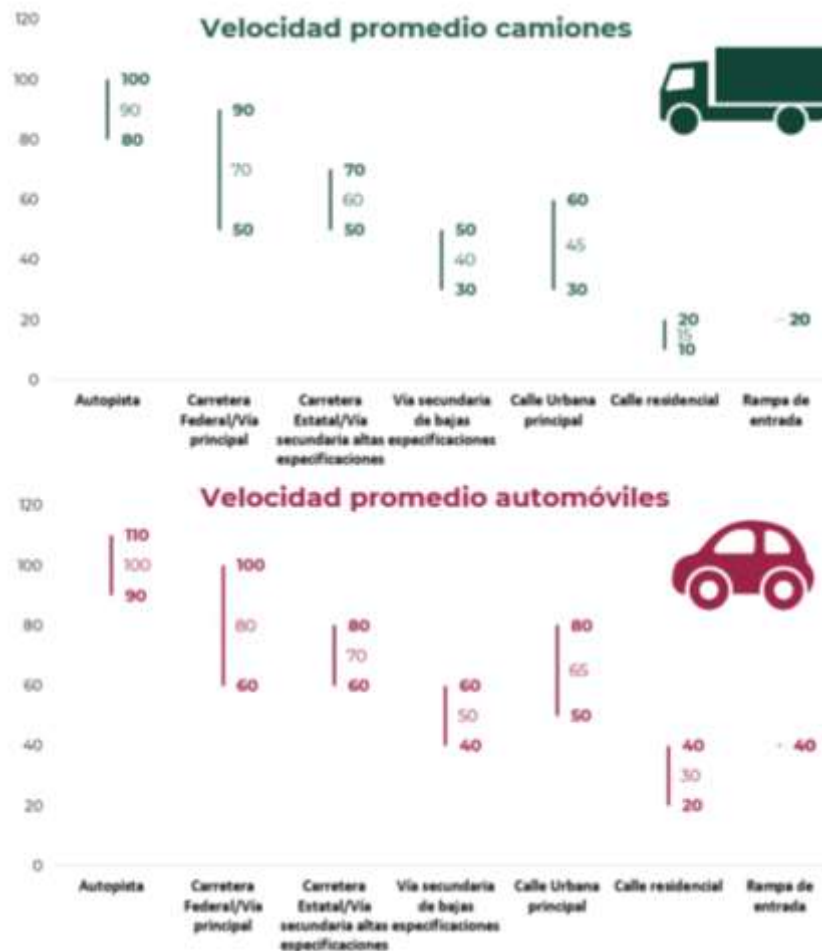 Velocidad promedio camiones
120
100
80
60
40
20
0
100
90
80
90
70
50
70
60
50
50
40
30
60
45
30
20
15
10
20
Autopista
Carretera
Federal/Vía
principal
Carretera
Estatal/Vía
secundaria altas
especificaciones
Vía secundaria
de bajas
especificaciones
Calle Urbana
principal
Calle residencial
Rampa de
entrada
Velocidad promedio automóviles
120
100
80
60
40
20
0
110
100
90
100
80
60
80
70
60
60
50
40
80
65
50
40
30
20
40
Autopista
Carretera
Federal/Vía
principal
Carretera
Estatal/Vía
secundaria altas
especificaciones
Vía secundaria
de bajas
especificaciones
Calle Urbana
principal
Calle residencial
Rampa de
entrada